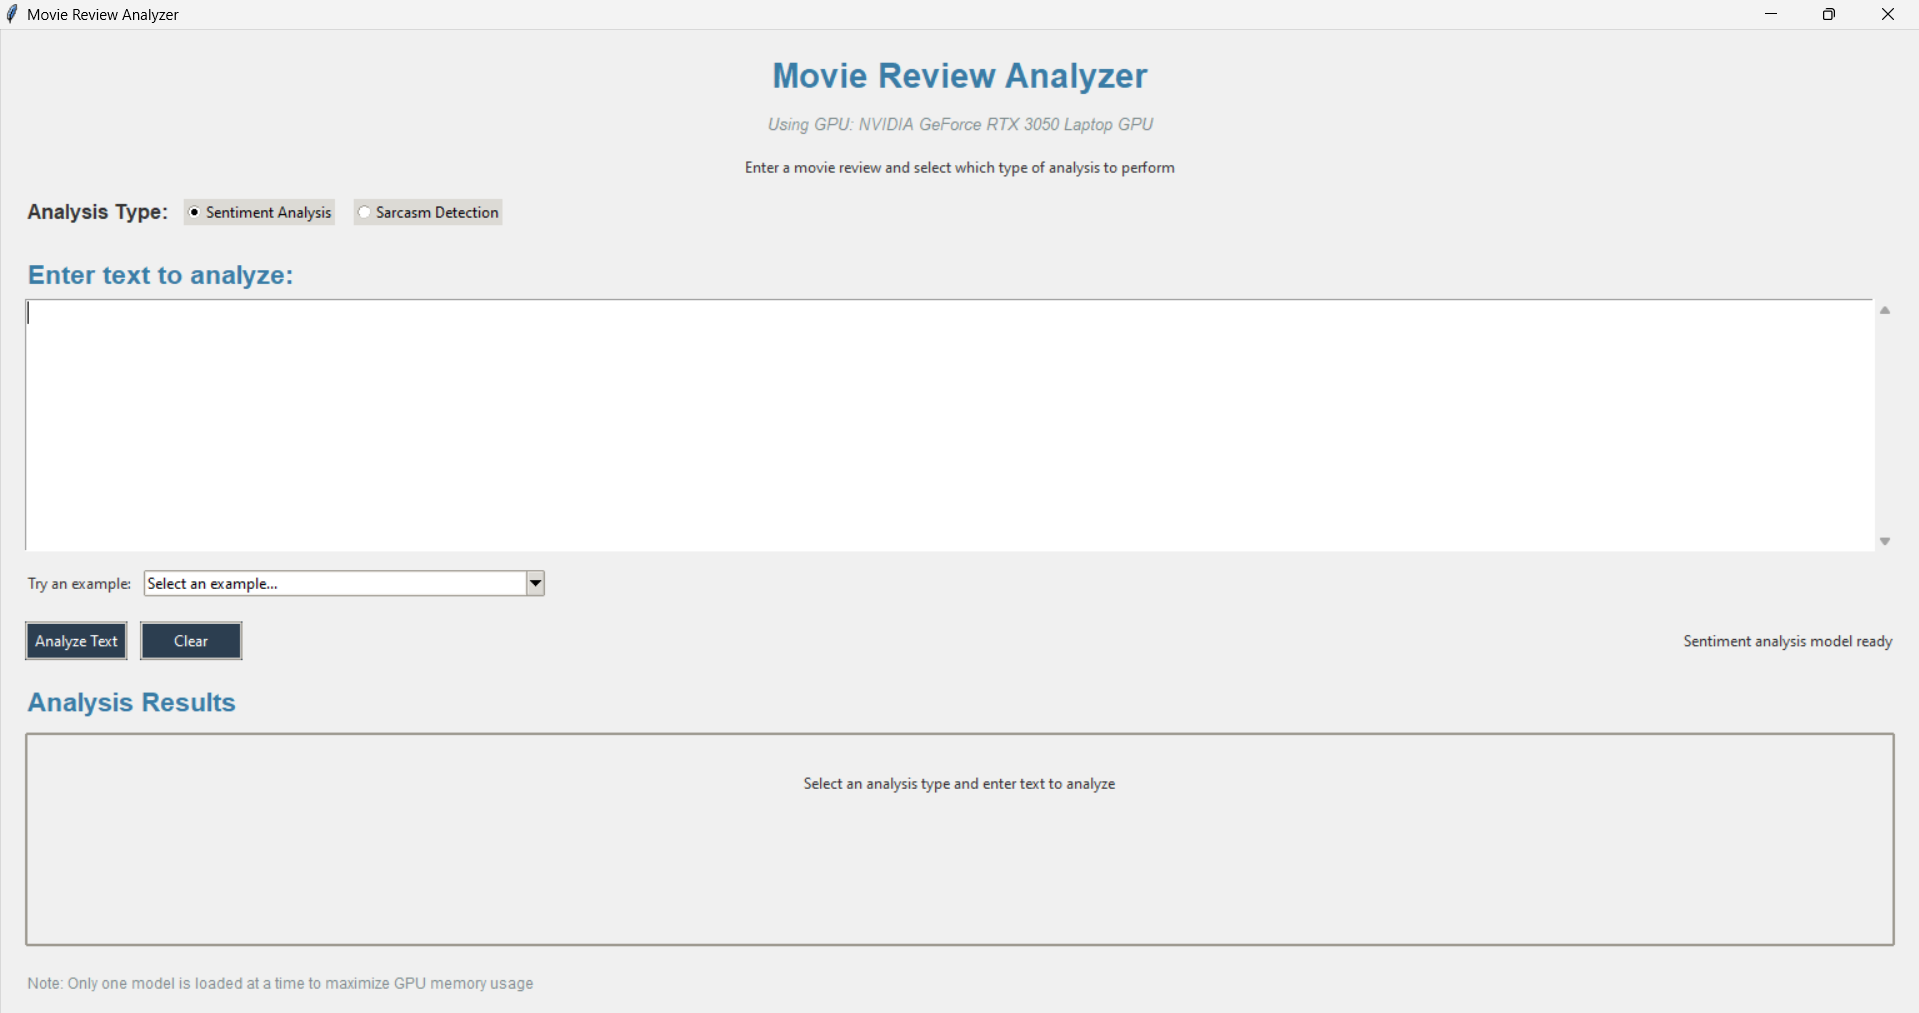 Movie Review Analyzer
Movie Review Analyzer
Using GPU: NVIDIA GeForce RTX 3050 Laptop GPU
Enter a movie review and select which type of analysis to perform
Analysis Type: Sentiment Analysis Sarcasm Detection
Enter text to analyze:
Try an example: Select an example...
Analyze Text Clear Sentiment analysis model ready
Analysis Results
Select an analysis type and enter text to analyze
Note: Only one model is loaded at a time to maximize GPU memory usage